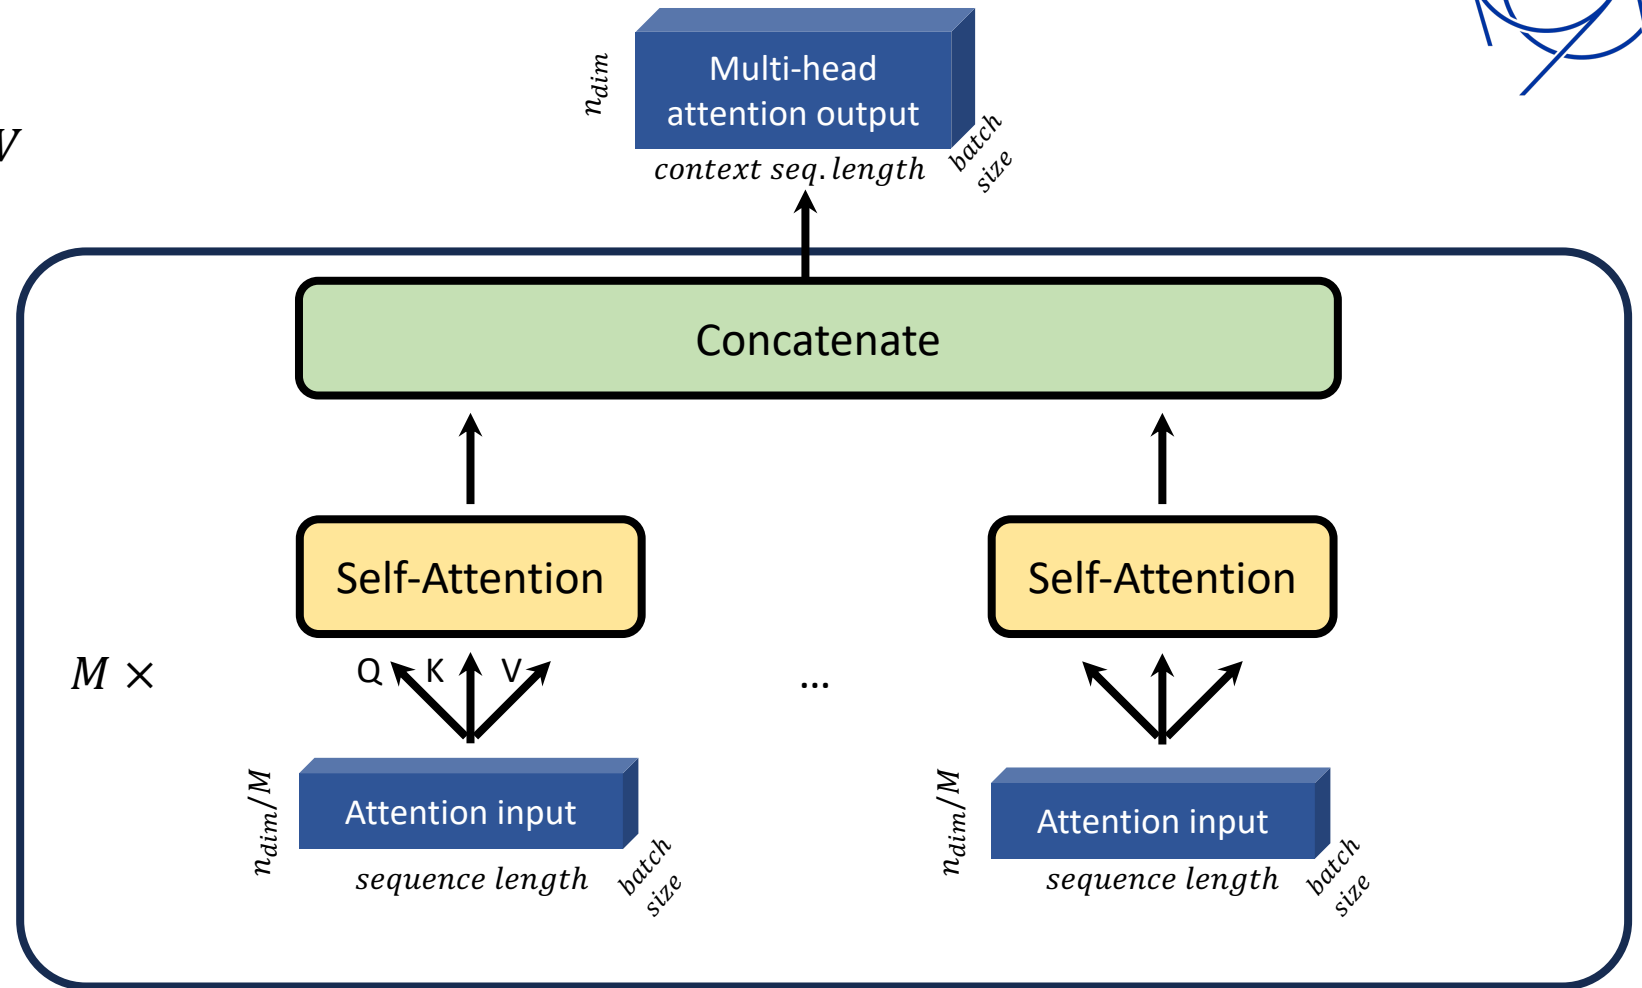 Multi-head
attention output
n_dim
context seq. length
batch
size
V
Concatenate
Self-Attention
Self-Attention
M ×
Q K V
...
n_dim/M
Attention input
sequence length
batch
size
n_dim/M
Attention input
sequence length
batch
size